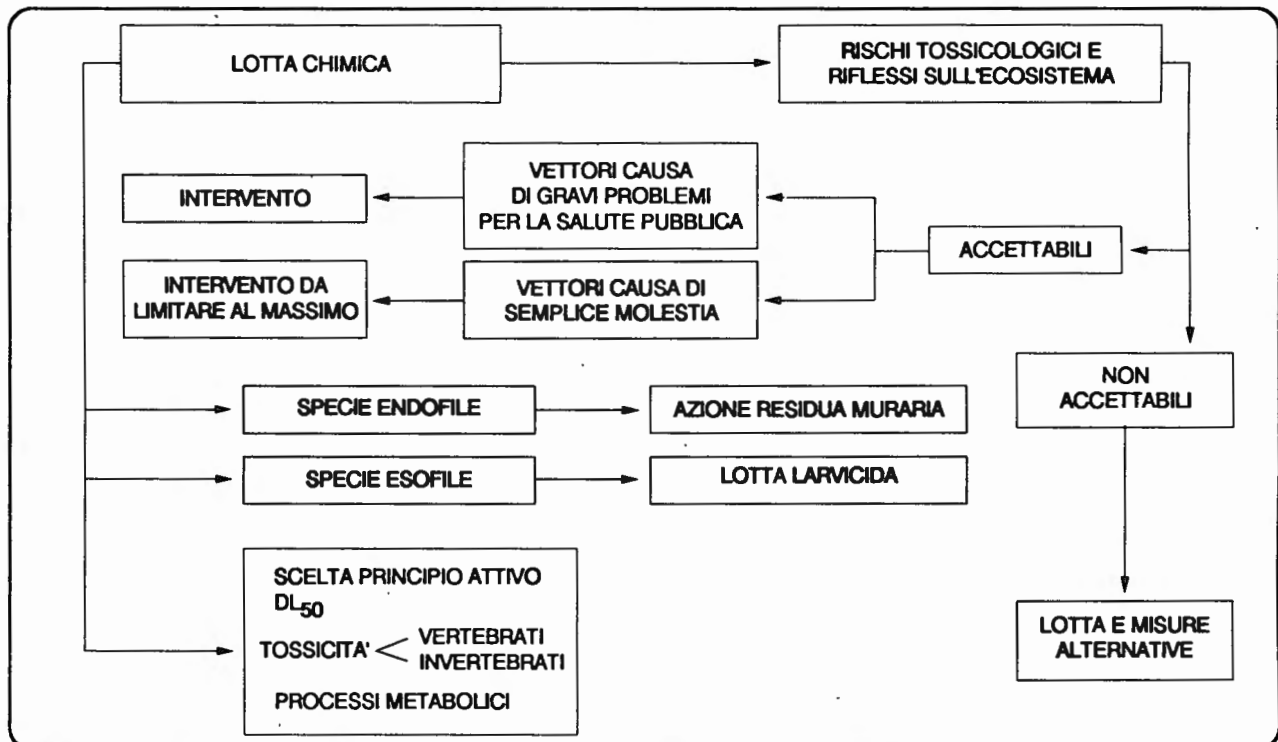 LOTTA CHIMICA
RISCHI TOSSICOLOGICI E
RIFLESSI SULL'ECOSISTEMA
VETTORI CAUSA
DI GRAVI PROBLEMI
PER LA SALUTE PUBBLICA
INTERVENTO
ACCETTABILI
INTERVENTO DA
LIMITARE AL MASSIMO
VETTORI CAUSA DI
SEMPLICE MOLESTIA
NON
ACCETTABILI
SPECIE ENDOFILE
AZIONE RESIDUA MURARIA
SPECIE ESOFILE
LOTTA LARVICIDA
SCELTA PRINCIPIO ATTIVO
DL50
TOSSICITA'
VERTEBRATI
INVERTEBRATI
PROCESSI METABOLICI
LOTTA E MISURE
ALTERNATIVE